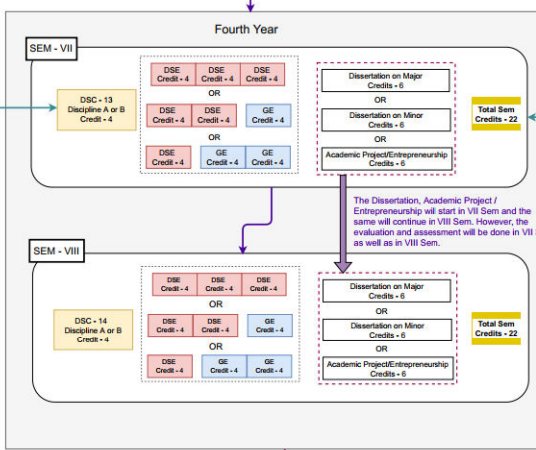 Fourth Year
SEM - VII
DSC - 13
Discipline A or B
Credit - 4
DSE
Credit - 4
DSE
Credit - 4
DSE
Credit - 4
OR
DSE
Credit - 4
DSE
Credit - 4
GE
Credit - 4
OR
DSE
Credit - 4
GE
Credit - 4
GE
Credit - 4
Dissertation on Major
Credits - 6
OR
Dissertation on Minor
Credits - 6
OR
Academic Project/Entrepreneurship
Credits - 6
Total Sem
Credits - 22
The Dissertation, Academic Project /
Entrepreneurship will start in VII Sem and the
same will continue in VIII Sem. However, the
evaluation and assessment will be done in VII
as well as in VIII Sem.
SEM - VIII
DSC - 14
Discipline A or B
Credit - 4
DSE
Credit - 4
DSE
Credit - 4
DSE
Credit - 4
OR
DSE
Credit - 4
DSE
Credit - 4
GE
Credit - 4
OR
DSE
Credit - 4
GE
Credit - 4
GE
Credit - 4
Dissertation on Major
Credits - 6
OR
Dissertation on Minor
Credits - 6
OR
Academic Project/Entrepreneurship
Credits - 6
Total Sem
Credits - 22